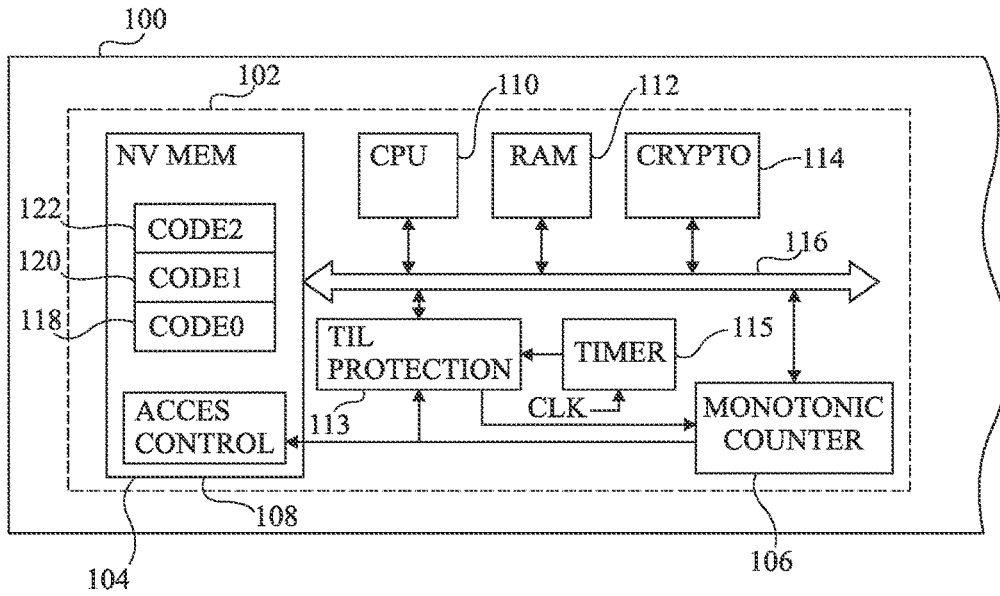 100
102
110
112
NV MEM
CPU
RAM
CRYPTO
114
122
CODE2
120
CODE1
116
118
CODE0
TIL
PROTECTION
TIMER
115
113
CLK
ACCES
CONTROL
MONOTONIC
COUNTER
104
108
106